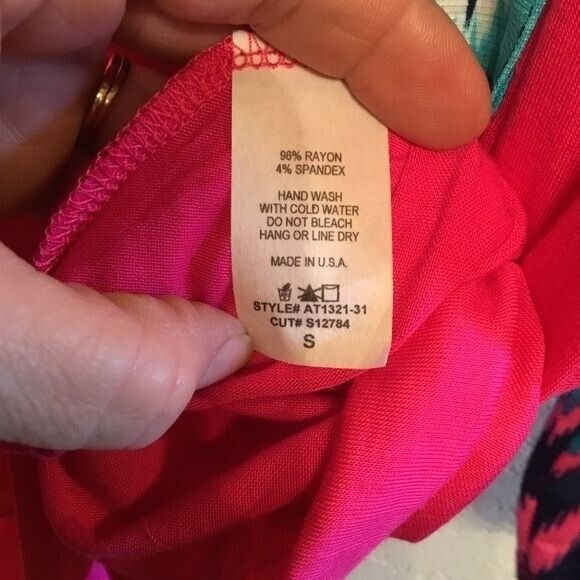 96% RAYON
4% SPANDEX
HAND WASH
WITH COLD WATER
DO NOT BLEACH
HANG OR LINE DRY
MADE IN U.S.A.
STYLE# AT1321-31
CUT# S12784
S